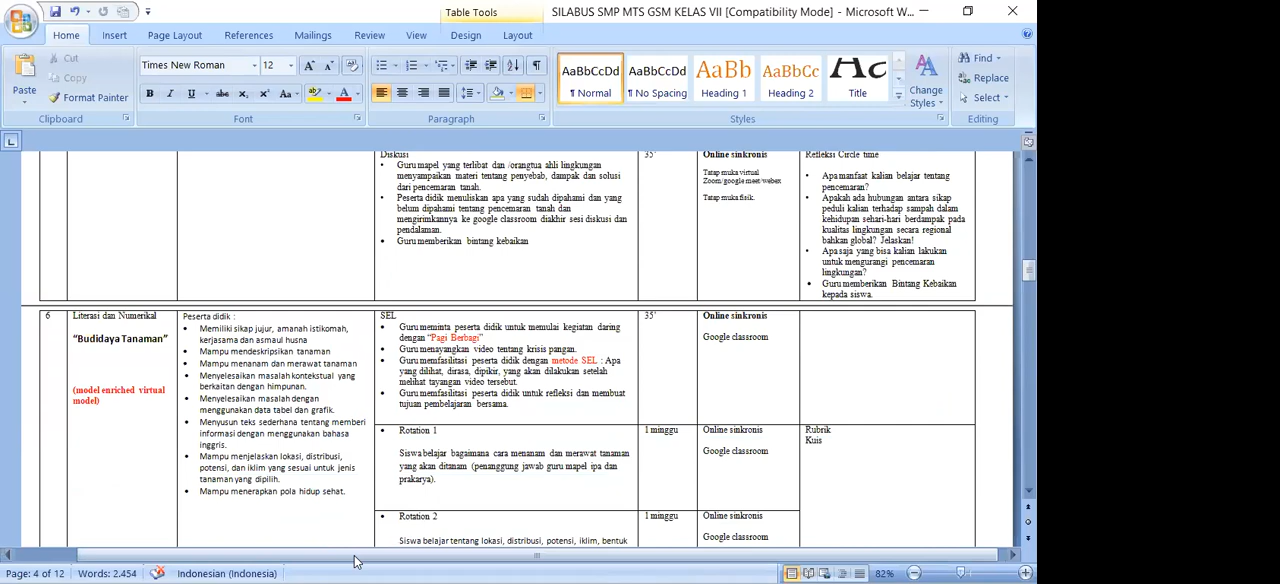 Table Tools
SILABUS SMP MTS GSM KELAS VII [Compatibility Mode] - Microsoft W...
Home
Insert
Page Layout
References
Mailings
Review
View
Design
Layout
Paste
Cut
Copy
Format Painter
Clipboard
Times New Roman
12
Font
Paragraph
AaBbCcDd
¶ Normal
AaBbCcDd
¶ No Spacing
AaBb
Heading 1
AaBbCc
Heading 2
AaBbCc
Title
Change
Styles
Styles
Find
Replace
Select
Editing
Diskusi
• Guru mapel yang terlibat dan /orangtua ahli lingkungan
menyampaikan materi tentang penyebab, dampak dan solusi
dari pencemaran tanah.
• Peserta didik menuliskan apa yang sudah dipahami dan yang
belum dipahami tentang pencemaran tanah dan
mengirimkannya ke google classroom diakhir sesi diskusi dan
pendalaman.
• Guru memberikan bintang kebaikan
35'
Online sinkronis
Tatap muka virtual
Zoom/google meet/webex
Tatap muka fisik.
Refleksi Circle time
• Apa manfaat kalian belajar tentang
pencemaran?
• Apakah ada hubungan antara sikap
peduli kalian terhadap sampah dalam
kehidupan sehari-hari berdampak pada
kualitas lingkungan secara regional
bahkan global? Jelaskan!
• Apa saja yang bisa kalian lakukan
untuk mengurangi pencemaran
lingkungan?
• Guru memberikan Bintang Kebaikan
kepada siswa.
6
Literasi dan Numerikal
“Budidaya Tanaman”
(model enriched virtual
model)
Peserta didik :
• Memiliki sikap jujur, amanah istikomah,
kerjasama dan asmaul husna
• Mampu mendeskripsikan tanaman
• Mampu menanam dan merawat tanaman
• Menyelesaikan masalah kontekstual yang
berkaitan dengan himpunan.
• Menyelesaikan masalah dengan
menggunakan data tabel dan grafik.
• Menyusun teks sederhana tentang memberi
informasi dengan menggunakan bahasa
inggris.
• Mampu menjelaskan lokasi, distribusi,
potensi, dan iklim yang sesuai untuk jenis
tanaman yang dipilih.
• Mampu menerapkan pola hidup sehat.
SEL
• Guru meminta peserta didik untuk memulai kegiatan daring
dengan “Pagi Berbagi”
• Guru menayangkan video tentang krisis pangan.
• Guru memfasilitasi peserta didik dengan metode SEL : Apa
yang dilihat, dirasa, dipikir, yang akan dilakukan setelah
melihat tayangan video tersebut.
• Guru memfasilitasi peserta didik untuk refleksi dan membuat
tujuan pembelajaran bersama.
35'
Online sinkronis
Google classroom
• Rotation 1
Siswa belajar bagaimana cara menanam dan merawat tanaman
yang akan ditanam (penanggung jawab guru mapel ipa dan
prakarya).
1 minggu
Online sinkronis
Google classroom
Rubrik
Kuis
• Rotation 2
Siswa belajar tentang lokasi, distribusi, potensi, iklim, bentuk
1 minggu
Online sinkronis
Google classroom
Page: 4 of 12
Words: 2.454
Indonesian (Indonesia)
82%